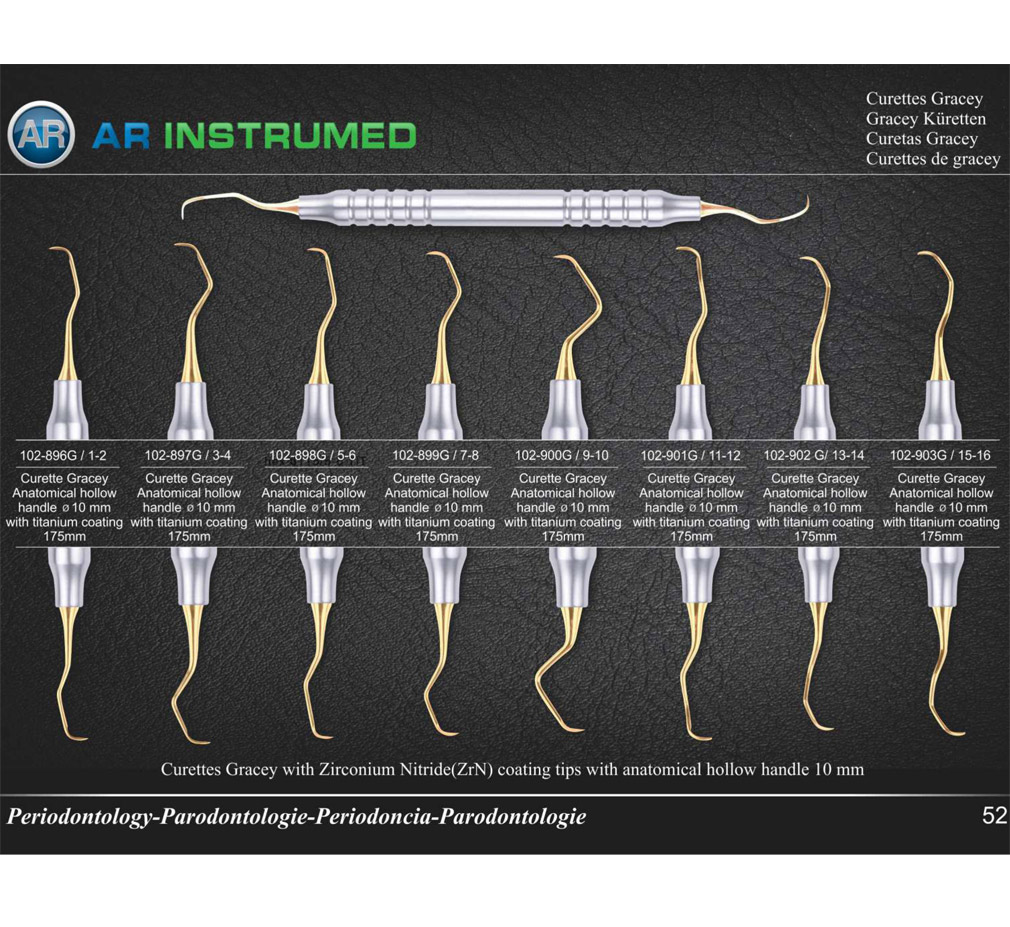 AR
AR INSTRUMED
Curettes Gracey
Gracey Küretten
Curetas Gracey
Curettes de gracey
102-896G / 1-2
Curette Gracey
Anatomical hollow
handle ⌀ 10 mm
with titanium coating
175mm
102-897G / 3-4
Curette Gracey
Anatomical hollow
handle ⌀ 10 mm
with titanium coating
175mm
102-898G / 5-6
Curette Gracey
Anatomical hollow
handle ⌀ 10 mm
with titanium coating
175mm
102-899G / 7-8
Curette Gracey
Anatomical hollow
handle ⌀ 10 mm
with titanium coating
175mm
102-900G / 9-10
Curette Gracey
Anatomical hollow
handle ⌀ 10 mm
with titanium coating
175mm
102-901G / 11-12
Curette Gracey
Anatomical hollow
handle ⌀ 10 mm
with titanium coating
175mm
102-902 G/ 13-14
Curette Gracey
Anatomical hollow
handle ⌀ 10 mm
with titanium coating
175mm
102-903G / 15-16
Curette Gracey
Anatomical hollow
handle ⌀ 10 mm
with titanium coating
175mm
Curettes Gracey with Zirconium Nitride(ZrN) coating tips with anatomical hollow handle 10 mm
Periodontology-Parodontologie-Periodoncia-Parodontologie
52